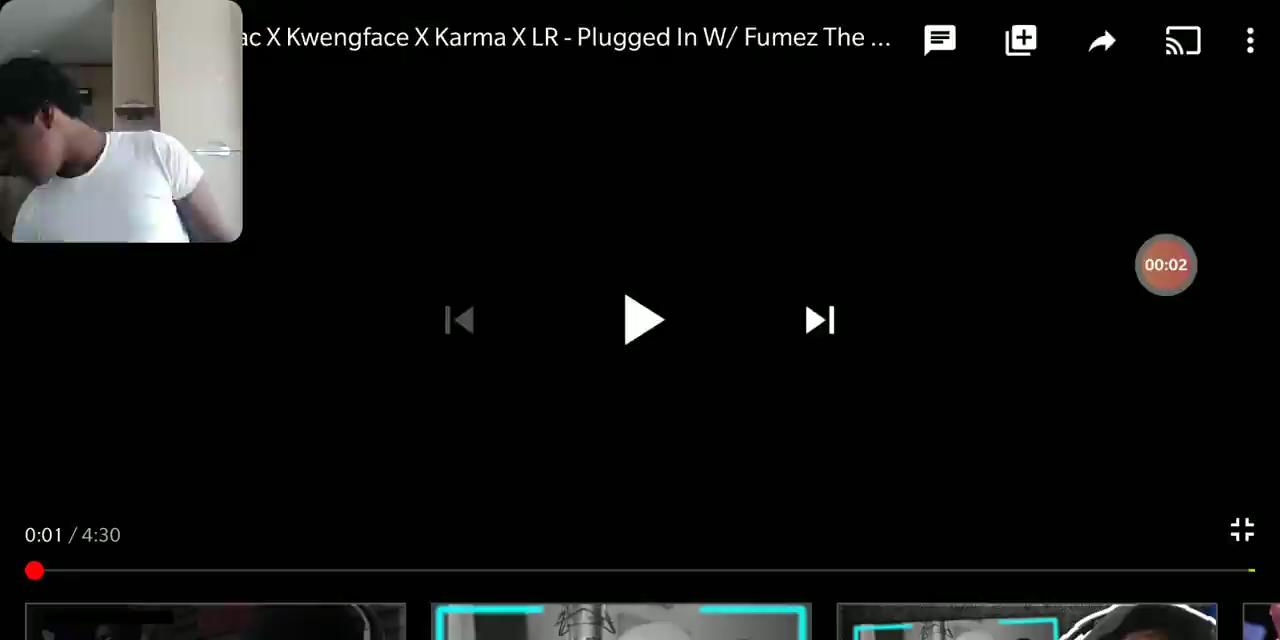 ac X Kwengface X Karma X LR - Plugged In W/ Fumez The ...
00:02
0:01 / 4:30